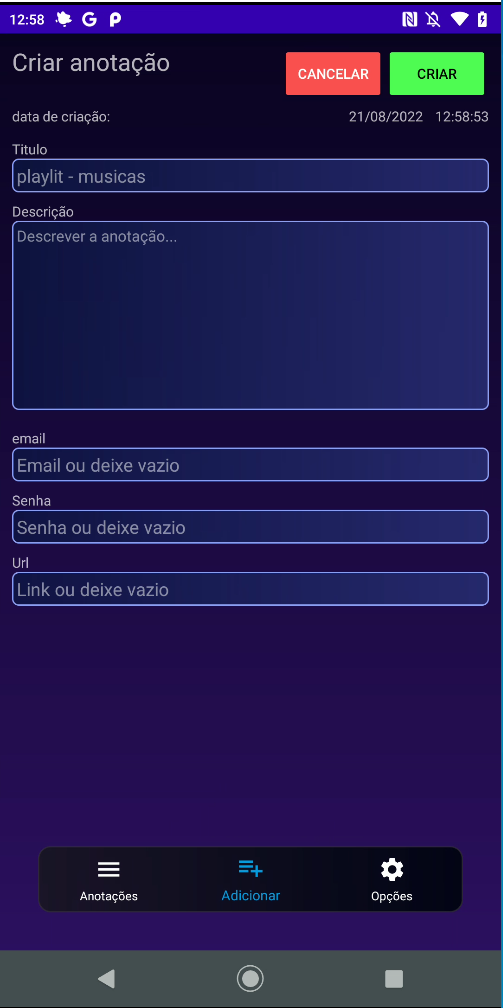 12:58
Criar anotação
CANCELAR
CRIAR
data de criação: 21/08/2022 12:58:53
Titulo
playlit - musicas
Descrição
Descrever a anotação...
email
Email ou deixe vazio
Senha
Senha ou deixe vazio
Url
Link ou deixe vazio
Anotações
Adicionar
Opções